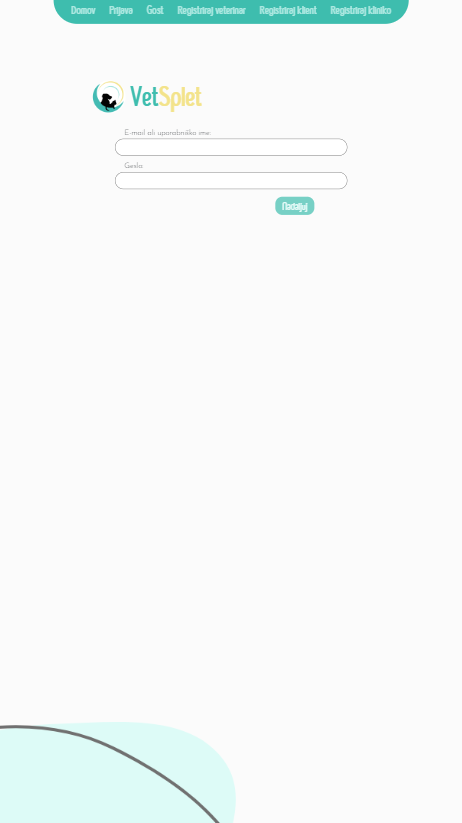 Domov Prijava Gost Registriraj veterinar Registriraj klient Registriraj kliniko
VetSplet
E-mail ali uporabniško ime:
Geslo:
Nadaljuj